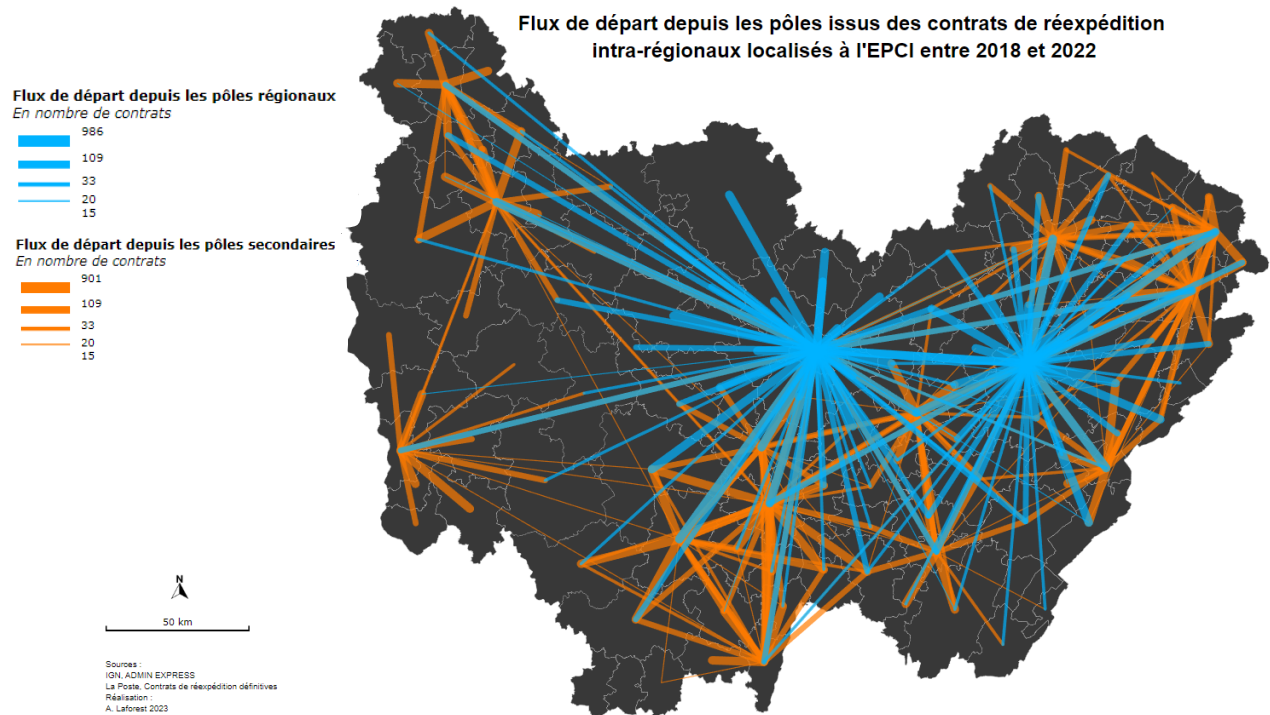 Flux de départ depuis les pôles issus des contrats de réexpédition
intra-régionaux localisés à l'EPCI entre 2018 et 2022
Flux de départ depuis les pôles régionaux
En nombre de contrats
986
109
33
20
15
Flux de départ depuis les pôles secondaires
En nombre de contrats
901
109
33
20
15
N
50 km
Sources :
IGN, ADMIN EXPRESS
La Poste, Contrats de réexpédition définitives
Réalisation :
A. Laforest 2023